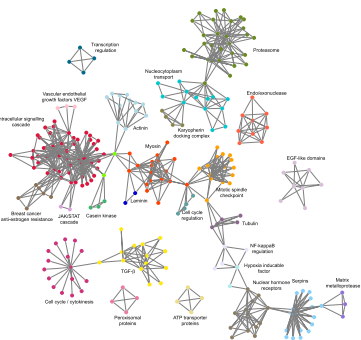 Transcription
regulation
Proteasome
Nucleocytoplasm
transport
Vascular endothelial
growth factors VEGF
Endo/exonuclease
Intracellular signalling
cascade
Actinin
Karyopherin
docking complex
Myosin
EGF-like domains
Mitotic spindle
checkpoint
Laminin
Breast cancer
anti-estrogen resistance
JAK/STAT
cascade
Casein kinase
Cell cycle
regulation
Tubulin
NF-kappaB
regulation
Hypoxia inducable
factor
TGF-β
Nuclear hormone
receptors
Serpins
Matrix
metalloprotease
Cell cycle / cytokinesis
Peroxisomal
proteins
ATP transporter
proteins